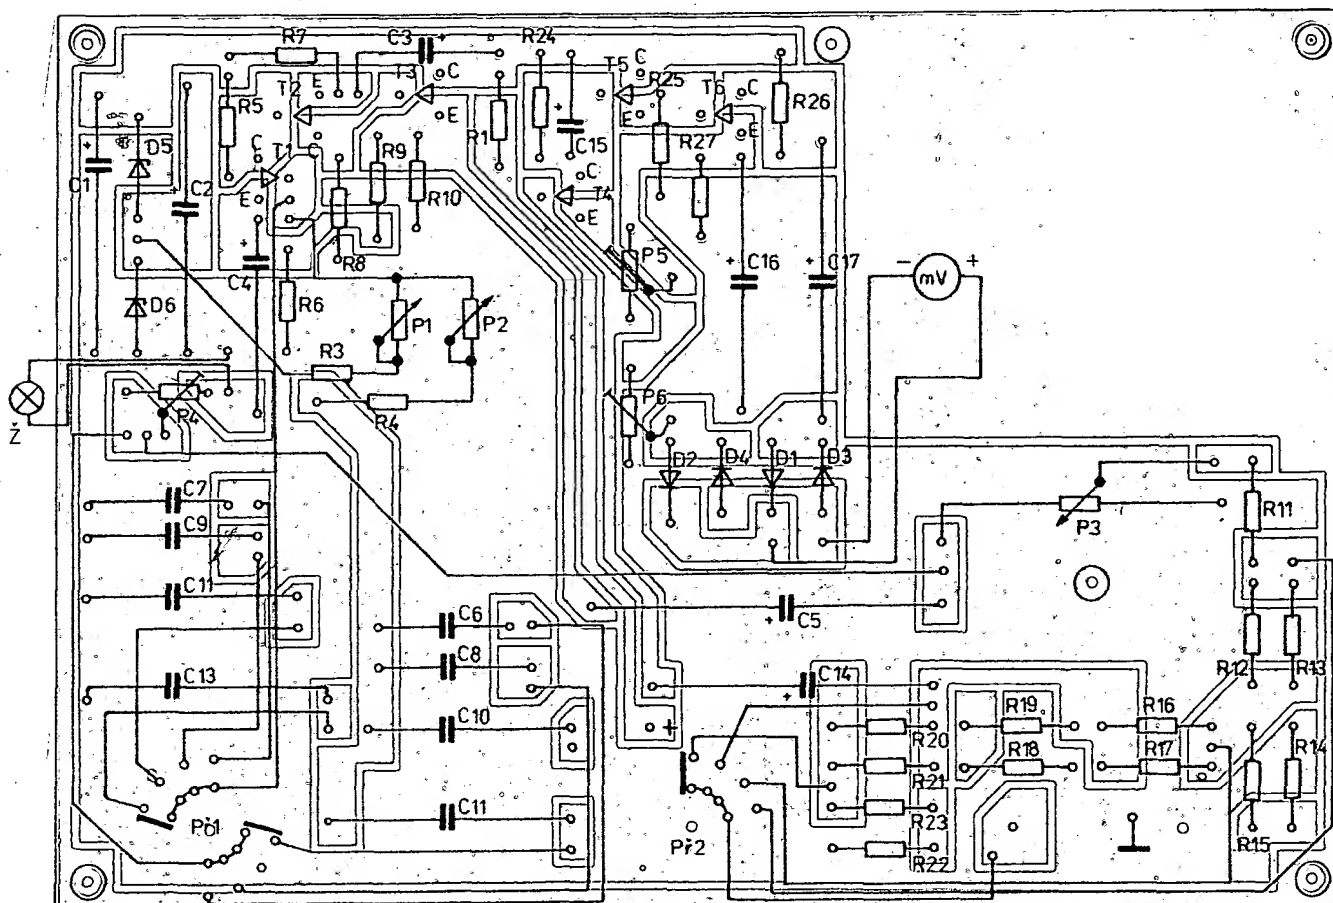 R7
C3
+
R24
T5
C
R25
T6
C
R26
T2
E
T3
C
R5
E
R1
+
C15
E
E
R27
D5
+
C1
C2
+
C
T1
C
E
R9
R10
R8
C
T4
E
C4
+
R6
D6
P5
+
C16
+
C17
-
mV
+
P1
P2
R3
R4
P4
Ž
P6
D2
D4
D1
D3
C7
C9
C11
C13
P3
R11
C6
C8
C10
C11
C5
+
C14
+
R12
R13
R19
R18
R16
R17
R20
R21
R23
R22
R14
R15
+
Př1
Př2